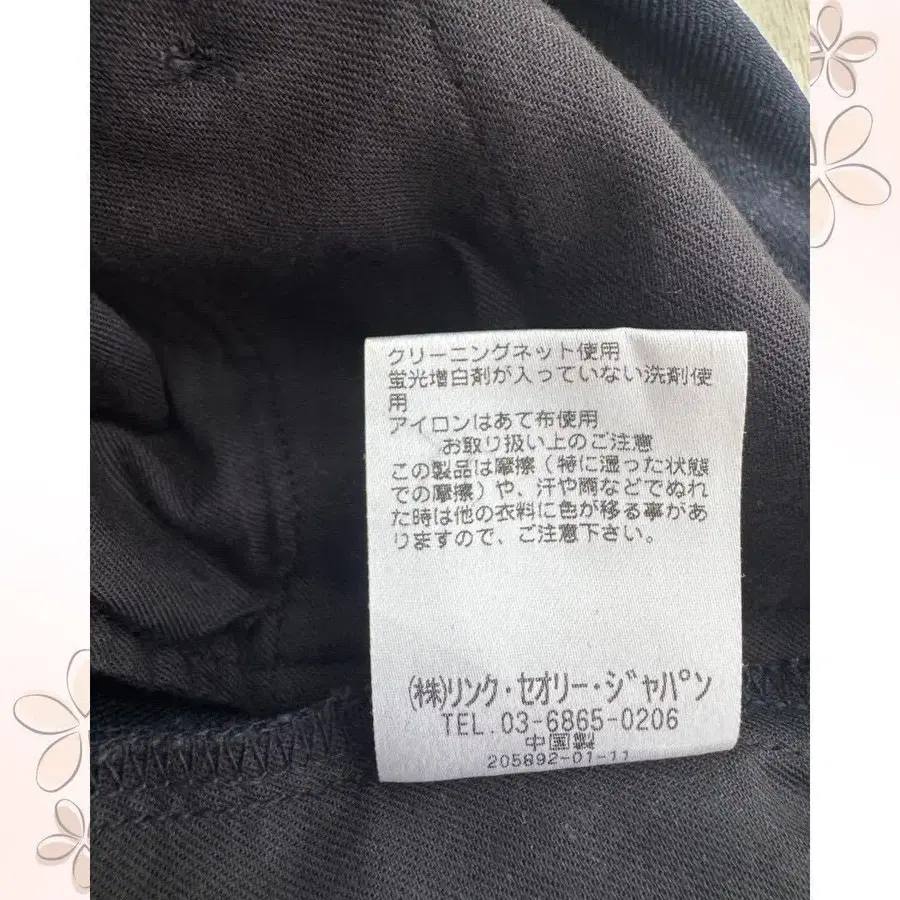 クリーニングネット使用
蛍光増白剤が入っていない洗剤使
用
アイロンはあて布使用
お取り扱い上のご注意
この製品は摩擦（特に湿った状態
での摩擦）や、汗や雨などでぬれ
た時は他の衣料に色が移る事があ
りますので、ご注意下さい。
(株)リンク・セオリー・ジャパン
TEL.03-6865-0206
中国製
205892-01-11